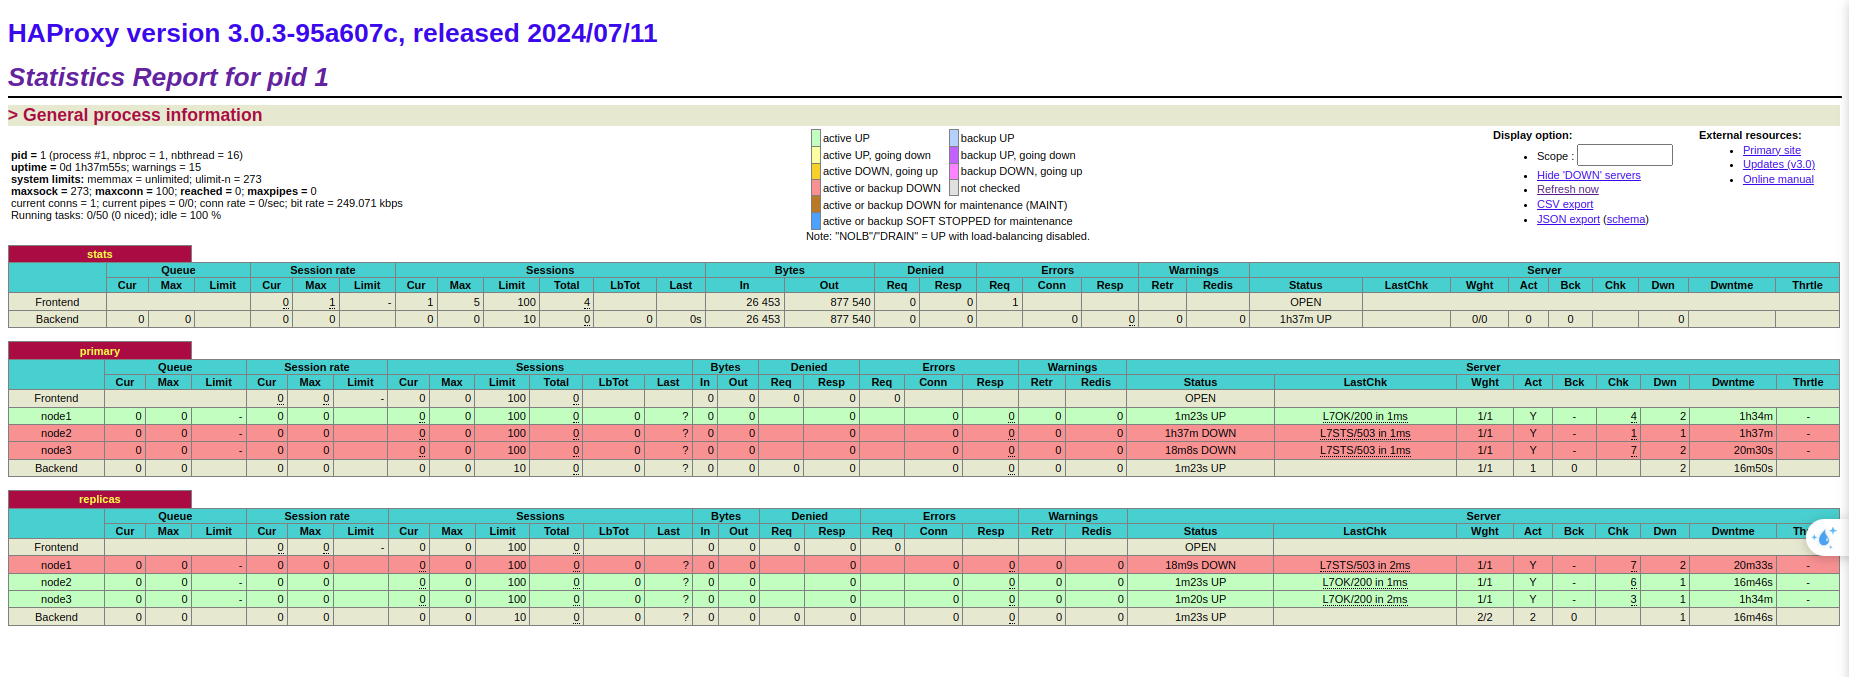 HAProxy version 3.0.3-95a607c, released 2024/07/11
Statistics Report for pid 1
> General process information
pid = 1 (process #1, nbproc = 1, nbthread = 16)
uptime = 0d 1h37m55s; warnings = 15
system limits: memmax = unlimited; ulimit-n = 273
maxsock = 273; maxconn = 100; reached = 0; maxpipes = 0
current conns = 1; current pipes = 0/0; conn rate = 0/sec; bit rate = 249.071 kbps
Running tasks: 0/50 (0 niced); idle = 100 %
active UP backup UP
active UP, going down backup UP, going down
active DOWN, going up backup DOWN, going up
active or backup DOWN not checked
active or backup DOWN for maintenance (MAINT)
active or backup SOFT STOPPED for maintenance
Note: "NOLB"/"DRAIN" = UP with load-balancing disabled.
Display option:
• Scope :
• Hide 'DOWN' servers
• Refresh now
• CSV export
• JSON export (schema)
External resources:
• Primary site
• Updates (v3.0)
• Online manual
stats
Queue Session rate Sessions Bytes Denied Errors Warnings Server
Cur Max Limit Cur Max Limit Cur Max Limit Total LbTot Last In Out Req Resp Req Conn Resp Retr Redis Status LastChk Wght Act Bck Chk Dwn Dwntme Thrtle
Frontend 0 1 - 1 5 100 4 26 453 877 540 0 0 1 OPEN
Backend 0 0 0 0 0 0 10 0 0 0s 26 453 877 540 0 0 0 0 0 0 1h37m UP 0/0 0 0 0
primary
Queue Session rate Sessions Bytes Denied Errors Warnings Server
Cur Max Limit Cur Max Limit Cur Max Limit Total LbTot Last In Out Req Resp Req Conn Resp Retr Redis Status LastChk Wght Act Bck Chk Dwn Dwntme Thrtle
Frontend 0 0 - 0 0 100 0 0 0 0 0 0 OPEN
node1 0 0 - 0 0 0 0 100 0 0 ? 0 0 0 0 0 0 0 1m23s UP L7OK/200 in 1ms 1/1 Y - 4 2 1h34m -
node2 0 0 - 0 0 0 0 100 0 0 ? 0 0 0 0 0 0 0 1h37m DOWN L7STS/503 in 1ms 1/1 Y - 1 1 1h37m -
node3 0 0 - 0 0 0 0 100 0 0 ? 0 0 0 0 0 0 0 18m8s DOWN L7STS/503 in 1ms 1/1 Y - 7 2 20m30s -
Backend 0 0 0 0 0 0 10 0 0 ? 0 0 0 0 0 0 0 0 1m23s UP 1/1 1 0 2 16m50s
replicas
Queue Session rate Sessions Bytes Denied Errors Warnings Server
Cur Max Limit Cur Max Limit Cur Max Limit Total LbTot Last In Out Req Resp Req Conn Resp Retr Redis Status LastChk Wght Act Bck Chk Dwn Dwntme
Frontend 0 0 - 0 0 100 0 0 0 0 0 0 OPEN
node1 0 0 - 0 0 0 0 100 0 0 ? 0 0 0 0 0 0 0 18m9s DOWN L7STS/503 in 2ms 1/1 Y - 7 2 20m33s -
node2 0 0 - 0 0 0 0 100 0 0 ? 0 0 0 0 0 0 0 1m23s UP L7OK/200 in 1ms 1/1 Y - 6 1 16m46s -
node3 0 0 - 0 0 0 0 100 0 0 ? 0 0 0 0 0 0 0 1m20s UP L7OK/200 in 2ms 1/1 Y - 3 1 1h34m -
Backend 0 0 0 0 0 0 10 0 0 ? 0 0 0 0 0 0 0 0 1m23s UP 2/2 2 0 1 16m46s